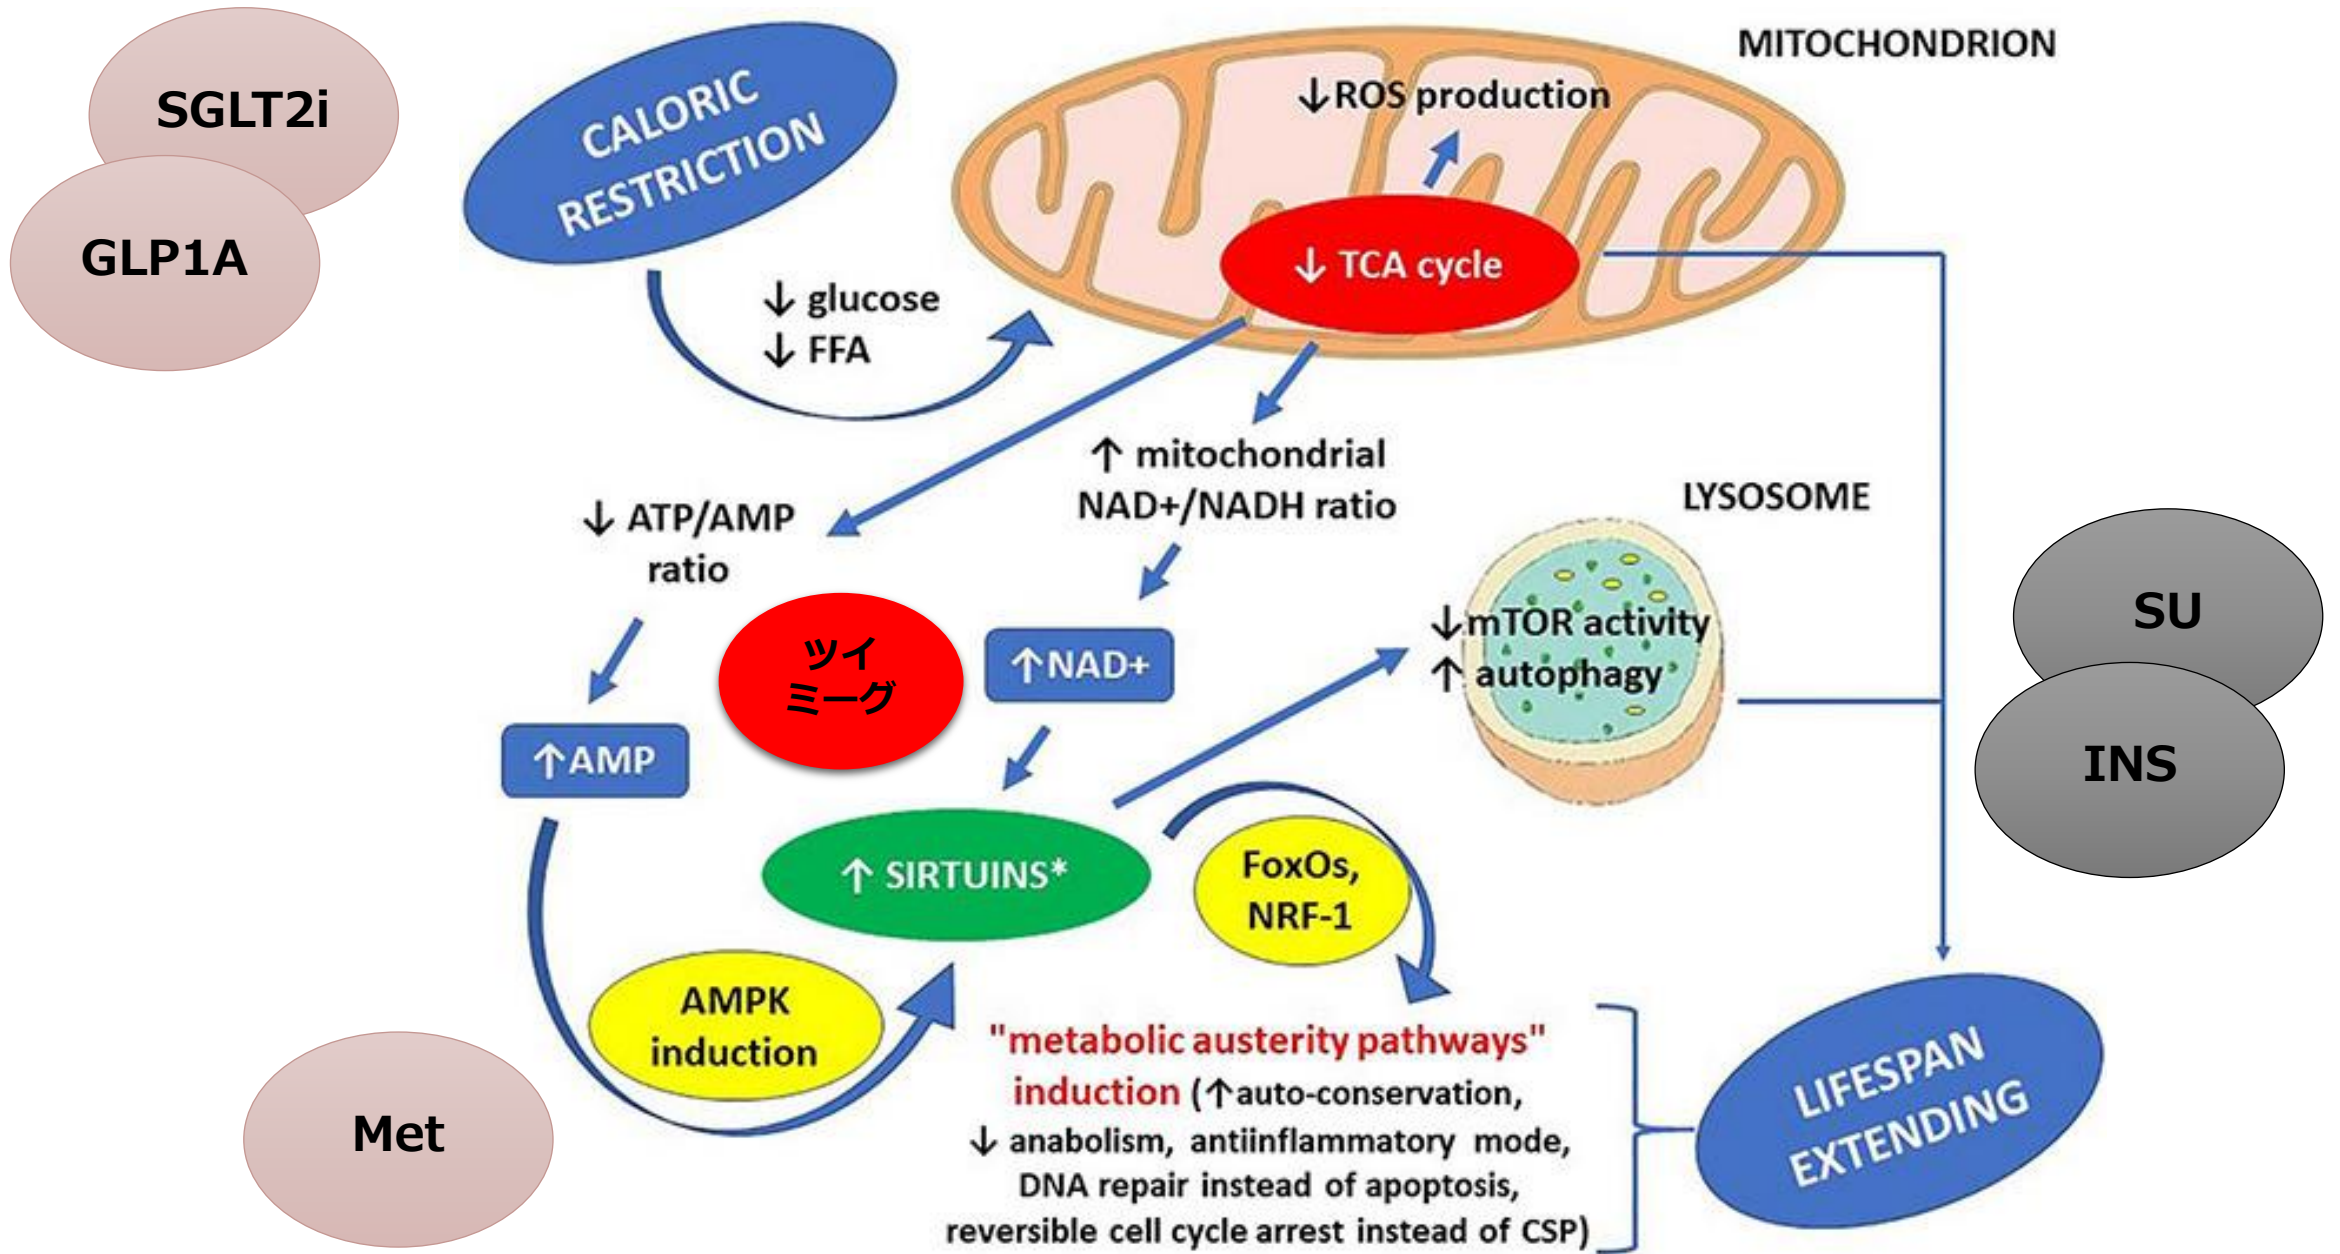 SGLT2i
GLP1A
CALORIC
RESTRICTION
MITOCHONDRION
↓ROS production
↓ TCA cycle
↓ glucose
↓ FFA
↑ mitochondrial
NAD+/NADH ratio
↓ ATP/AMP
ratio
LYSOSOME
ツイ
ミーグ
↑NAD+
↓mTOR activity
↑ autophagy
SU
INS
↑AMP
↑ SIRTUINS*
FoxOs,
NRF-1
AMPK
induction
"metabolic austerity pathways"
induction (↑auto-conservation,
↓ anabolism, antiinflammatory mode,
DNA repair instead of apoptosis,
reversible cell cycle arrest instead of CSP)
LIFESPAN
EXTENDING
Met